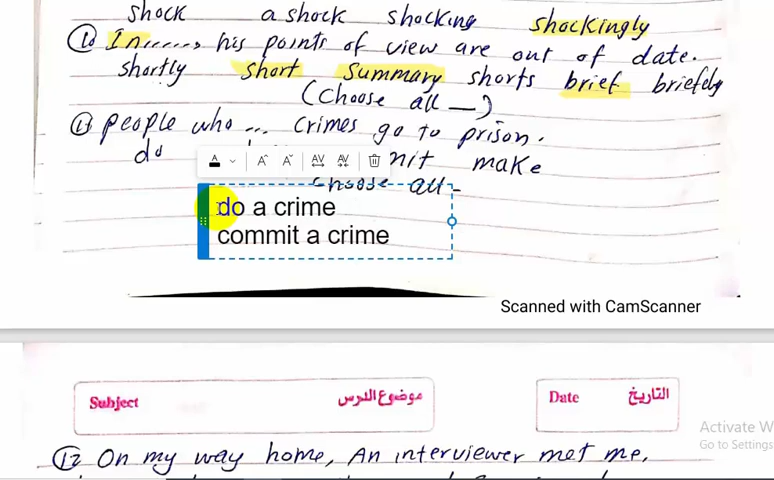 shock a shock shocking shockingly
(10) In......, his points of view are out of date.
shortly short summary shorts brief briefly
(choose all —)
(11) people who ... crimes go to prison.
do mit make
choose all -
do a crime
commit a crime
Scanned with CamScanner
Subject موضوع الدرس Date التاريخ
Activate W
Go to Settings
(12) On my way home, An interviewer met me,